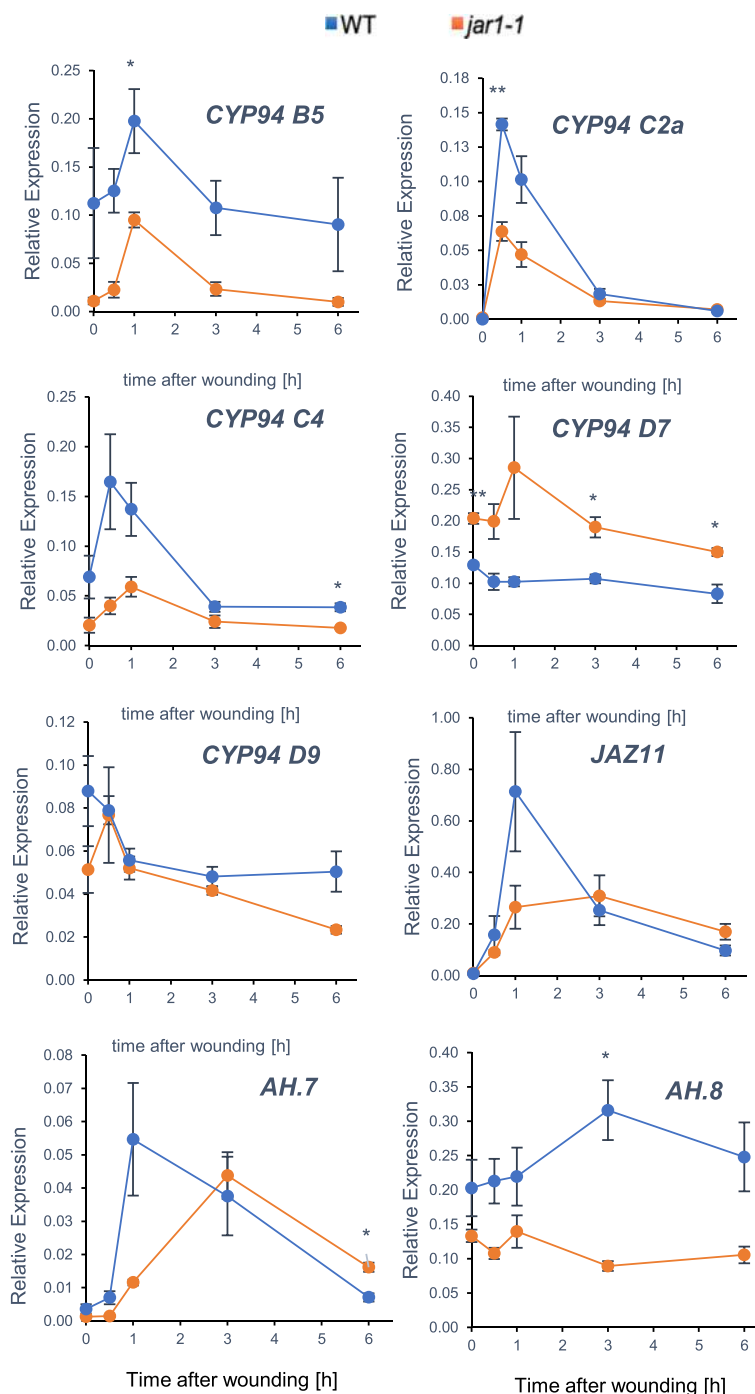 WT jar1-1
*
CYP94 B5
Relative Expression
0.25
0.20
0.15
0.10
0.05
0.00
0 1 2 3 4 5 6
time after wounding [h]
**
CYP94 C2a
Relative Expression
0.18
0.15
0.13
0.10
0.08
0.05
0.03
0.00
0 1 2 3 4 5 6
time after wounding [h]
CYP94 C4
Relative Expression
0.25
0.20
0.15
0.10
0.05
0.00
*
0 1 2 3 4 5 6
time after wounding [h]
CYP94 D7
Relative Expression
0.40
0.35
0.30
0.25
0.20
0.15
0.10
0.05
0.00
** * *
0 1 2 3 4 5 6
time after wounding [h]
CYP94 D9
Relative Expression
0.12
0.10
0.08
0.06
0.04
0.02
0.00
0 1 2 3 4 5 6
time after wounding [h]
JAZ11
Relative Expression
1.00
0.80
0.60
0.40
0.20
0.00
0 1 2 3 4 5 6
AH.7
Relative Expression
0.08
0.07
0.06
0.05
0.04
0.03
0.02
0.01
0.00
*
0 1 2 3 4 5 6
Time after wounding [h]
*
AH.8
Relative Expression
0.40
0.35
0.30
0.25
0.20
0.15
0.10
0.05
0.00
0 1 2 3 4 5 6
Time after wounding [h]